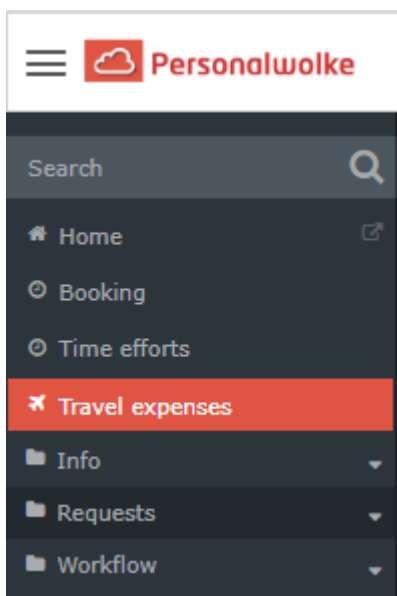 Personalwolke
Search
Home
Booking
Time efforts
Travel expenses
Info
Requests
Workflow